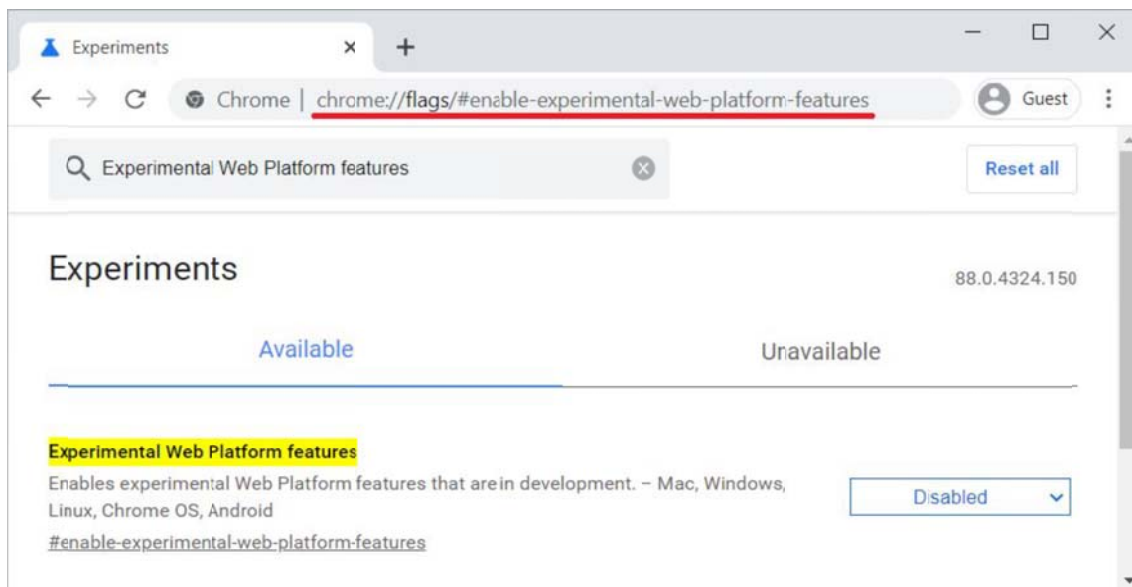 Experiments
Chrome | chrome://flags/#enable-experimental-web-platform-features
Guest
Experimental Web Platform features
Reset all
Experiments
88.0.4324.150
Available
Unavailable
Experimental Web Platform features
Enables experimental Web Platform features that are in development. – Mac, Windows,
Linux, Chrome OS, Android
Disabled
#enable-experimental-web-platform-features